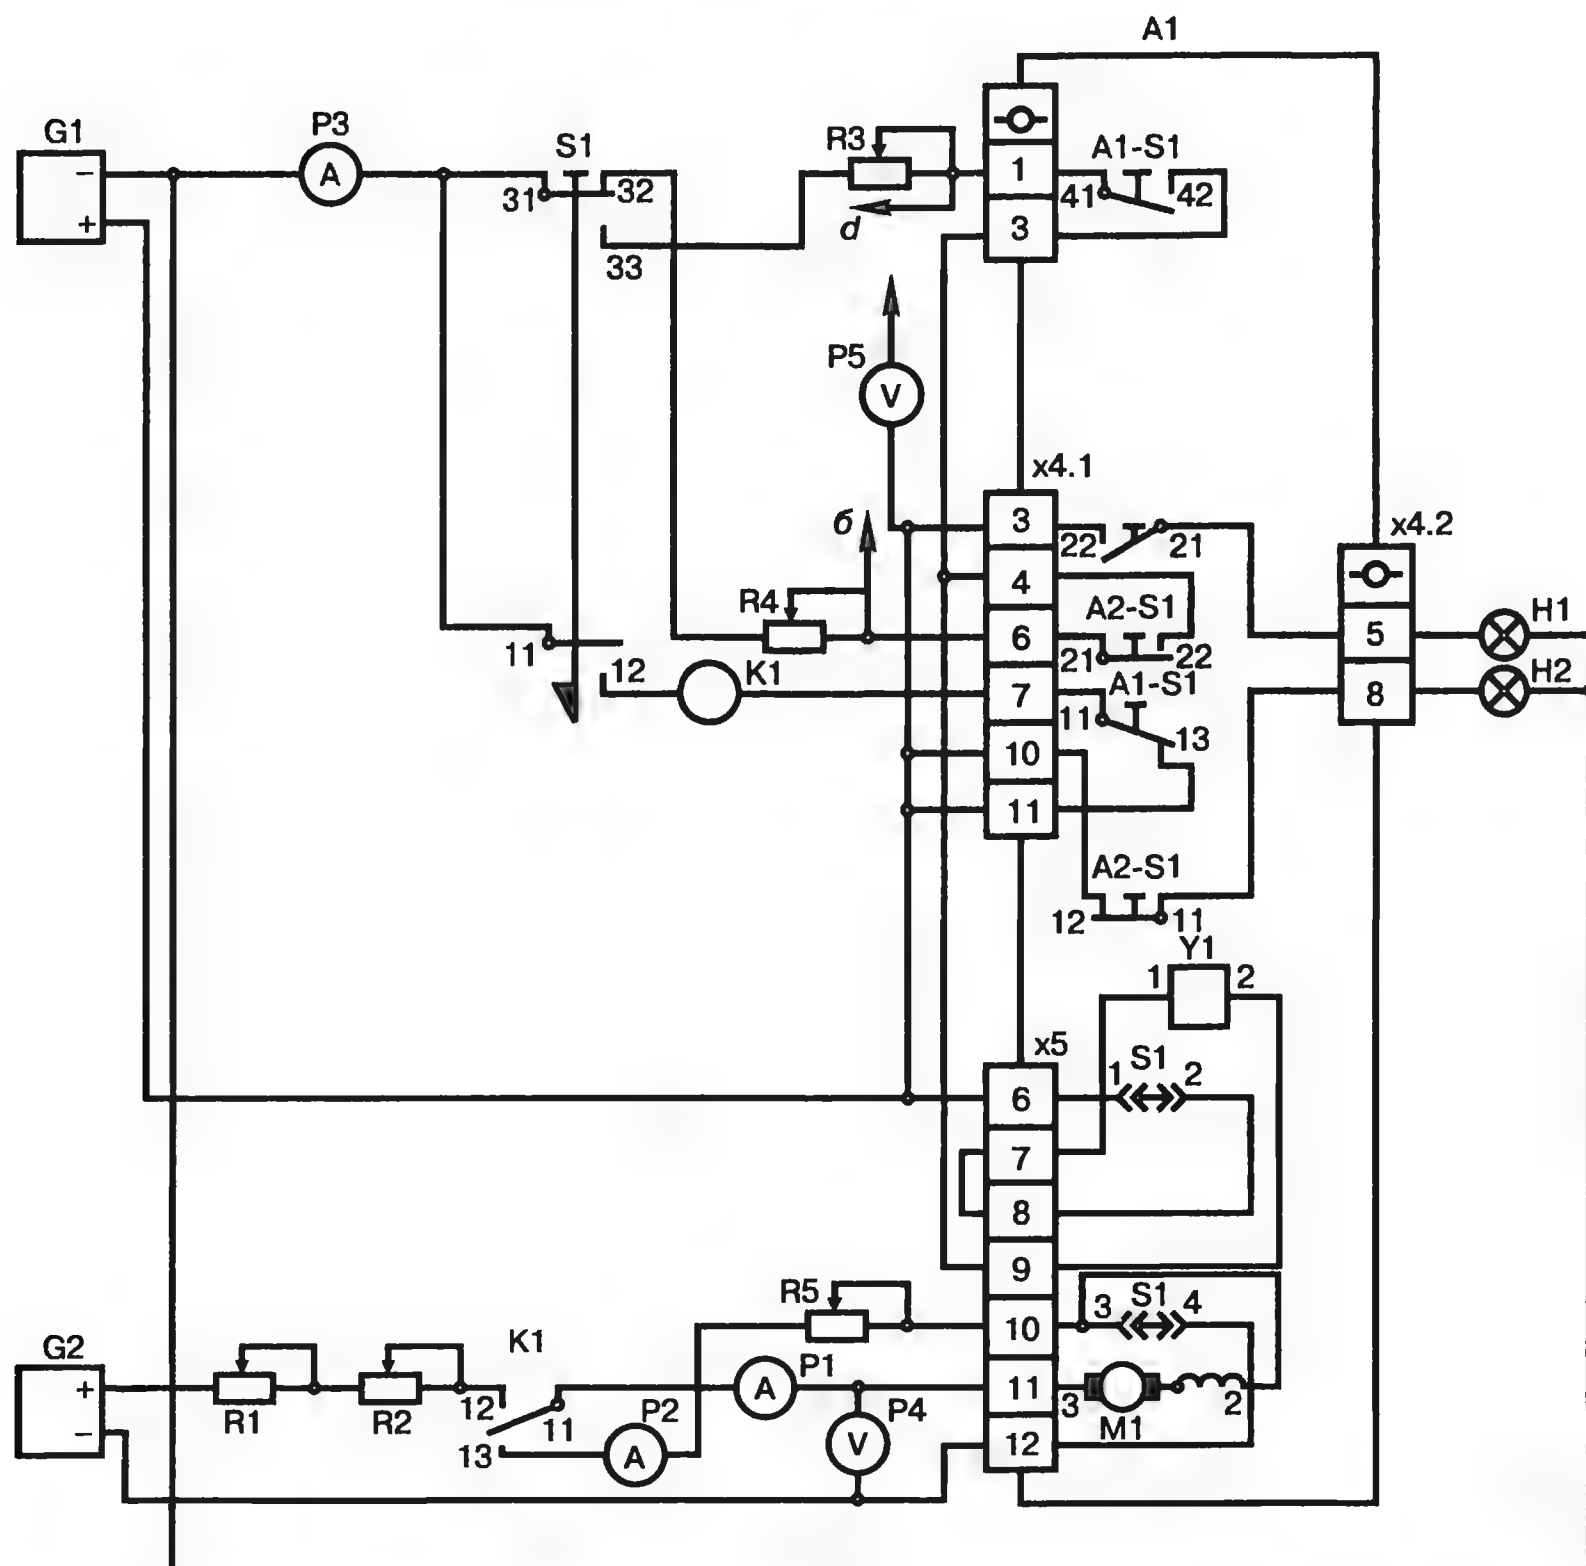 A1
G1
P3
S1
R3
A1-S1
−
A
31
32
1
41
42
+
d
3
33
P5
V
x4.1
б
3
22
21
x4.2
4
R4
A2-S1
H1
6
5
11
12
K1
21
22
H2
A1-S1
7
8
11
13
10
11
A2-S1
12
11
Y1
1
2
x5
S1
1
2
6
7
8
9
R5
S1
3
4
10
G2
K1
P1
+
A
11
12
P2
P4
3
2
R1
R2
11
M1
−
13
A
V
12